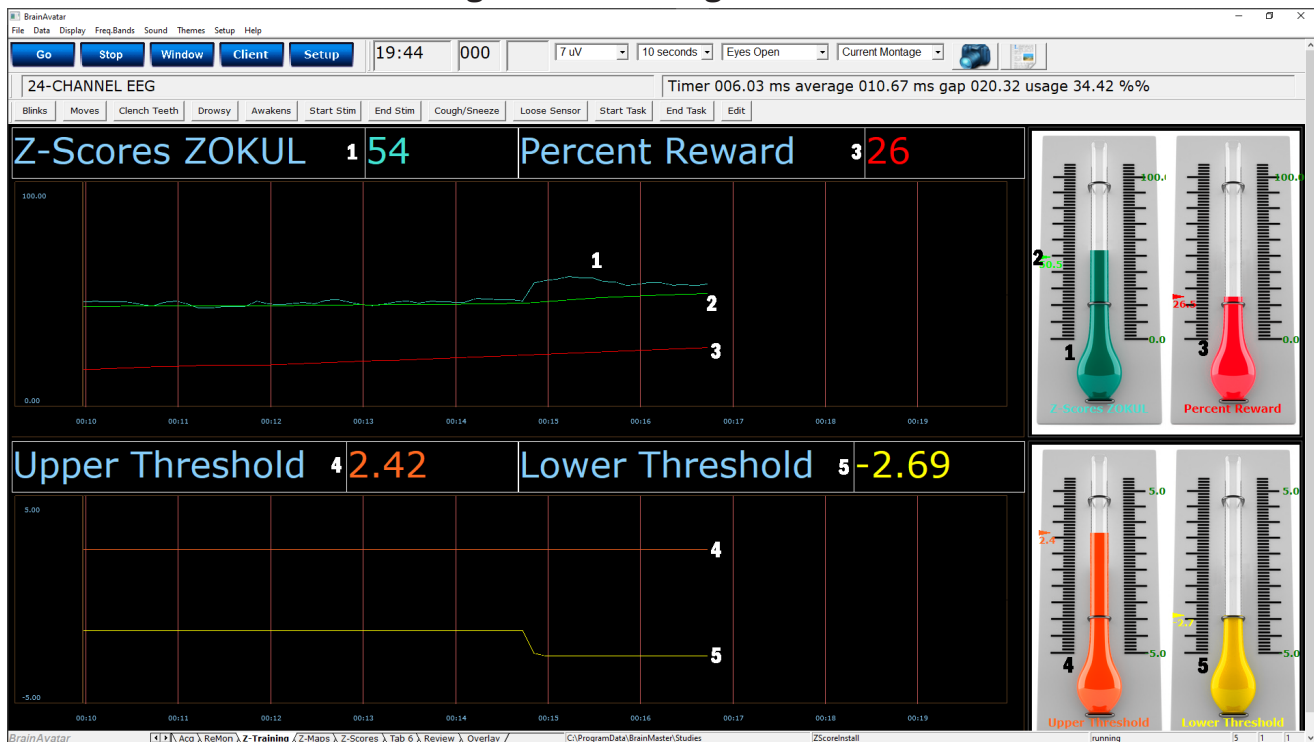 BrainAvatar
File Data Display Freq.Bands Sound Themes Setup Help
Go Stop Window Client Setup 19:44 000 7 uV 10 seconds Eyes Open Current Montage
24-CHANNEL EEG Timer 006.03 ms average 010.67 ms gap 020.32 usage 34.42 %%
Blinks Moves Clench Teeth Drowsy Awakens Start Stim End Stim Cough/Sneeze Loose Sensor Start Task End Task Edit
Z-Scores ZOKUL 1 54 Percent Reward 3 26
100.00
1
2
3
0.00
00:10 00:11 00:12 00:13 00:14 00:15 00:16 00:17 00:18 00:19
100.0 100.0
2
26.5
0.0 0.0
1 3
Z-Scores ZOKUL Percent Reward
Upper Threshold 4 2.42 Lower Threshold 5 -2.69
5.00
4
5
-5.00
00:10 00:11 00:12 00:13 00:14 00:15 00:16 00:17 00:18 00:19
5.0 5.0
2.4
-2.7
4 5
Upper Threshold Lower Threshold
BrainAvatar Acq ReMon Z-Training Z-Maps Z-Scores Tab 6 Review Overlay C:\ProgramData\BrainMaster\Studies ZScoreInstall running 5 1 1